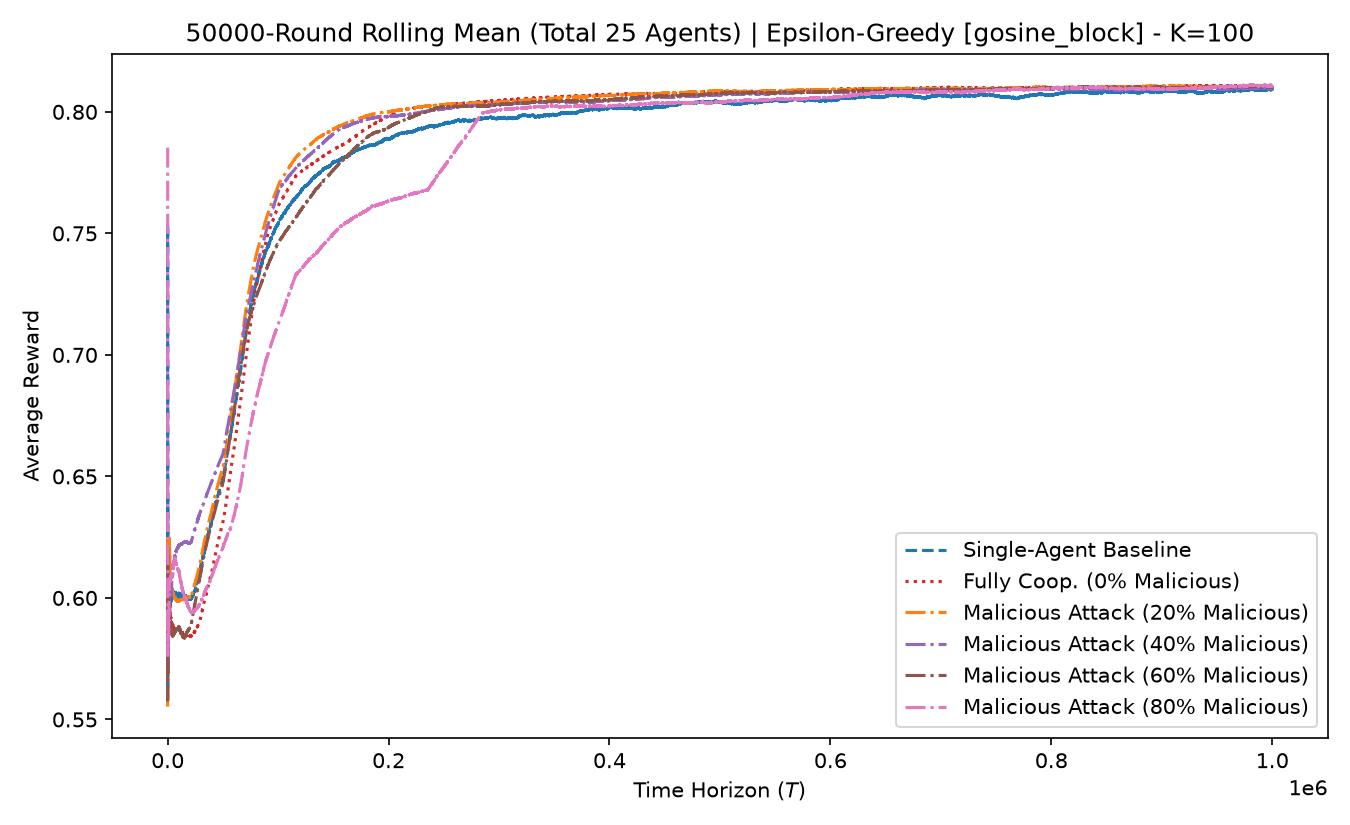 50000-Round Rolling Mean (Total 25 Agents) | Epsilon-Greedy [gosine_block] - K=100
Average Reward
0.80
0.75
0.70
0.65
0.60
0.55
0.0
0.2
0.4
0.6
0.8
1.0
1e6
Time Horizon (T)
Single-Agent Baseline
Fully Coop. (0% Malicious)
Malicious Attack (20% Malicious)
Malicious Attack (40% Malicious)
Malicious Attack (60% Malicious)
Malicious Attack (80% Malicious)